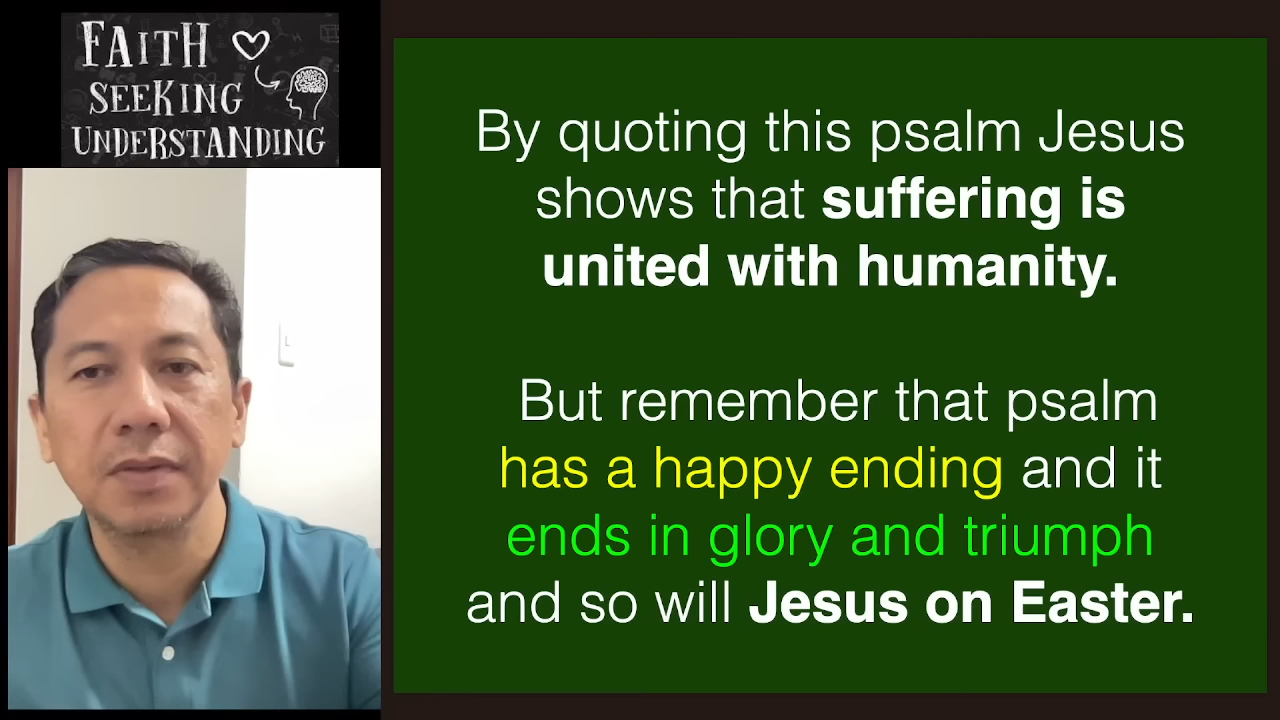 FAITH
SEEKING
UNDERSTANDING
By quoting this psalm Jesus
shows that suffering is
united with humanity.
But remember that psalm
has a happy ending and it
ends in glory and triumph
and so will Jesus on Easter.